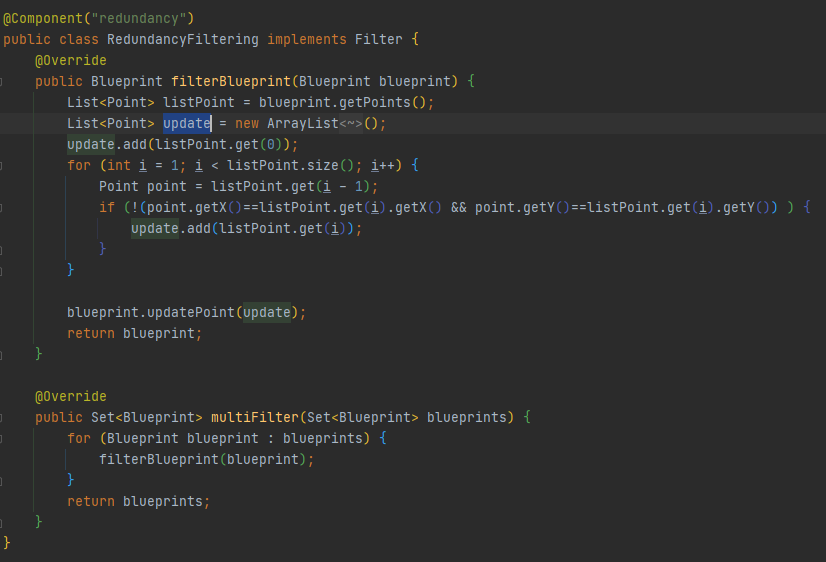 @Component("redundancy")
public class RedundancyFiltering implements Filter {
    @Override
    public Blueprint filterBlueprint(Blueprint blueprint) {
        List<Point> listPoint = blueprint.getPoints();
        List<Point> update = new ArrayList<~>();
        update.add(listPoint.get(0));
        for (int i = 1; i < listPoint.size(); i++) {
            Point point = listPoint.get(i - 1);
            if (!(point.getX()==listPoint.get(i).getX() && point.getY()==listPoint.get(i).getY()) ) {
                update.add(listPoint.get(i));
            }
        }

        blueprint.updatePoint(update);
        return blueprint;
    }

    @Override
    public Set<Blueprint> multiFilter(Set<Blueprint> blueprints) {
        for (Blueprint blueprint : blueprints) {
            filterBlueprint(blueprint);
        }
        return blueprints;
    }
}